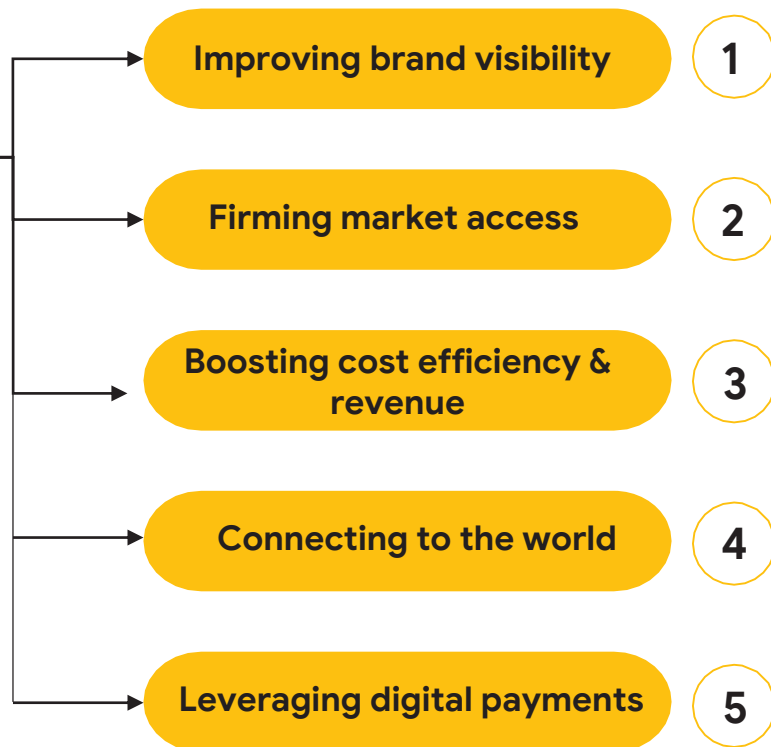 Improving brand visibility
1
Firming market access
2
Boosting cost efficiency &
revenue
3
Connecting to the world
4
Leveraging digital payments
5